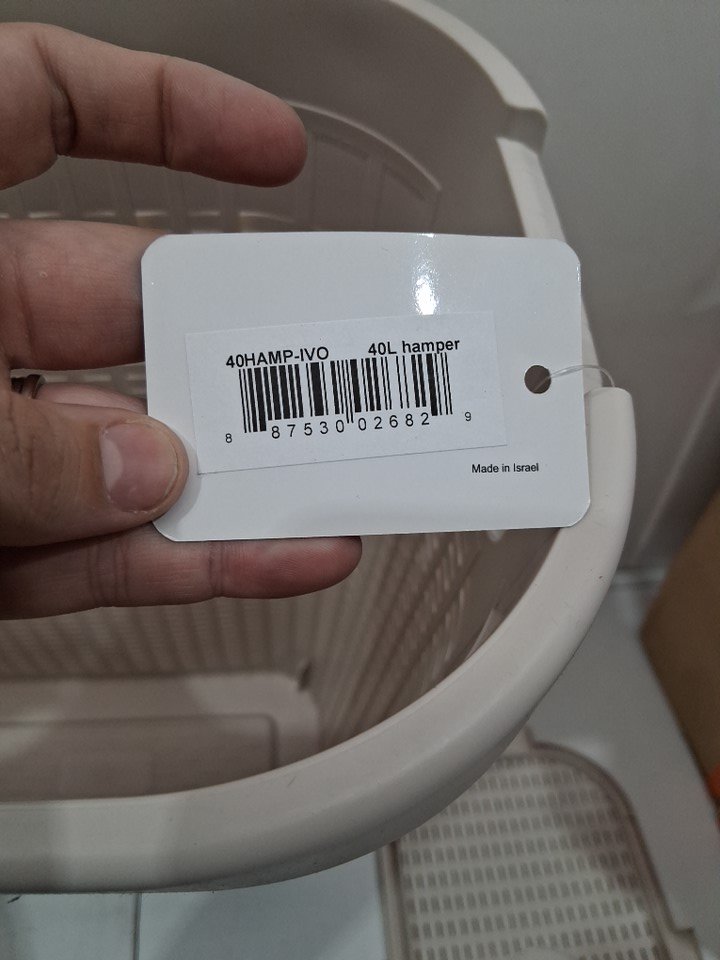 40HAMP-IVO 40L hamper
8 87530 02682 9
Made in Israel